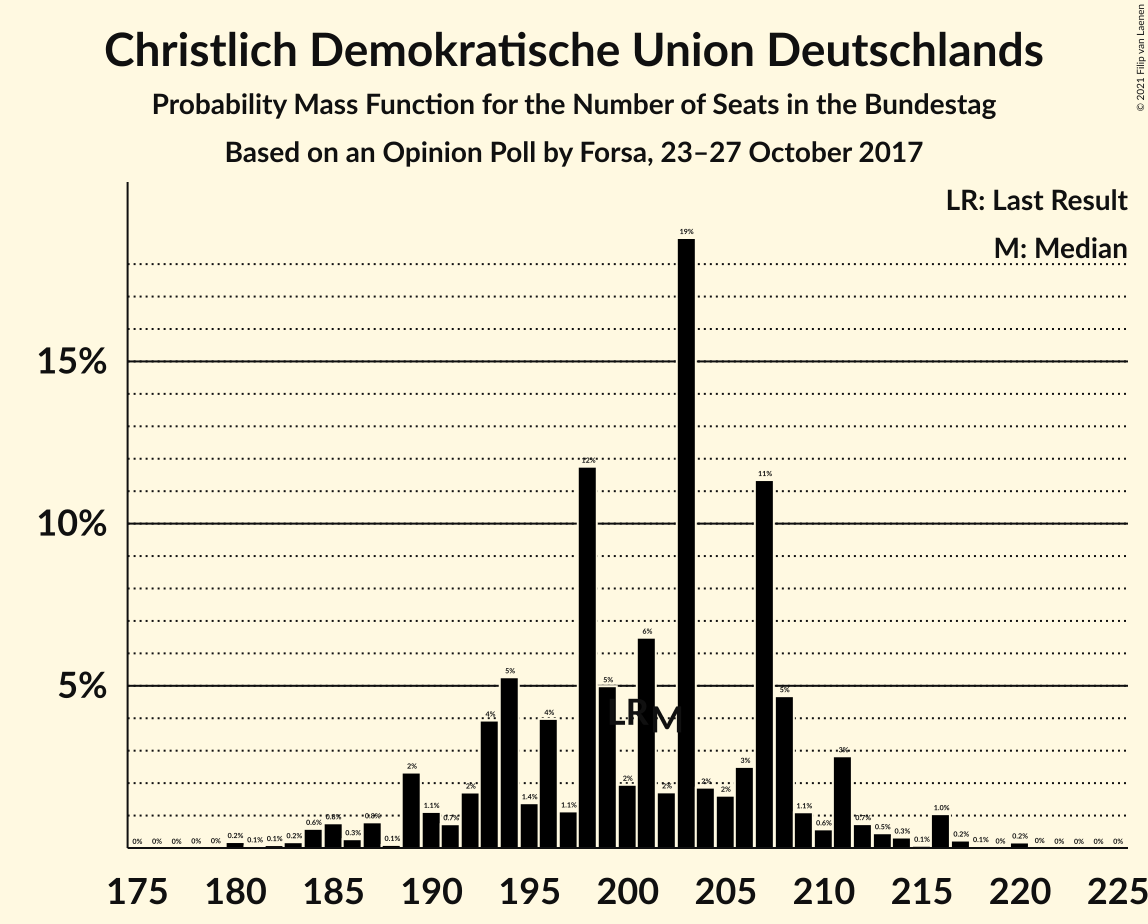 Christlich Demokratische Union Deutschlands
Probability Mass Function for the Number of Seats in the Bundestag
Based on an Opinion Poll by Forsa, 23–27 October 2017
© 2021 Filip van Laenen
LR: Last Result
M: Median
15%
10%
5%
0% 0% 0% 0% 0% 0.2% 0.1% 0.1% 0.2% 0.6% 0.8% 0.3% 0.8% 0.1% 2% 1.1% 0.7% 2% 4% 5% 1.4% 4% 1.1% 12% 5% 2% 6% 2% 19% 2% 2% 3% 11% 5% 1.1% 0.6% 3% 0.7% 0.5% 0.3% 0.1% 1.0% 0.2% 0.1% 0% 0.2% 0% 0% 0% 0% 0%
LR M
175 180 185 190 195 200 205 210 215 220 225